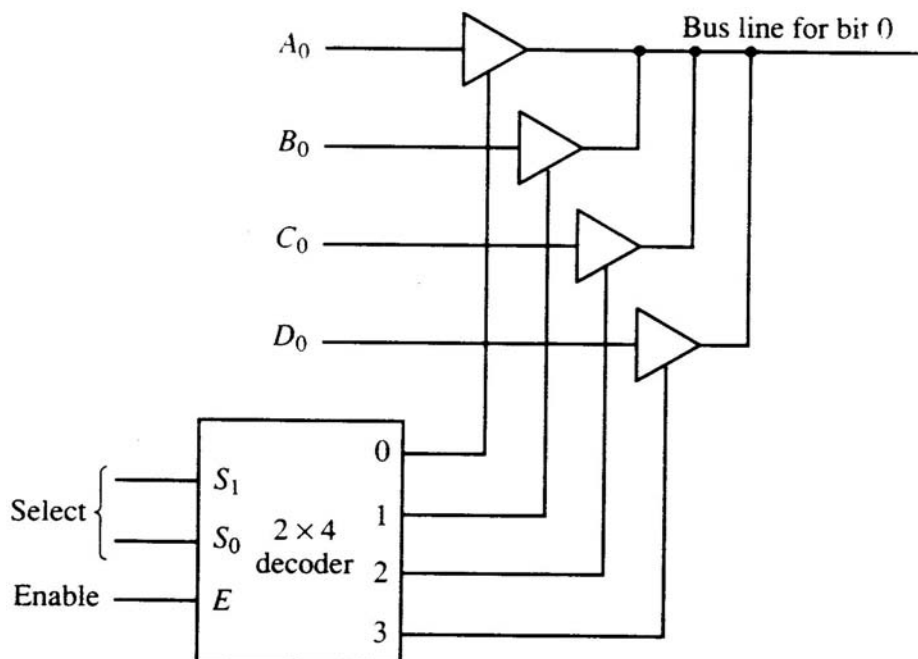 Bus line for bit 0
A₀
B₀
C₀
D₀
0
S₁
Select
1
S₀
2 × 4
decoder
2
Enable
E
3